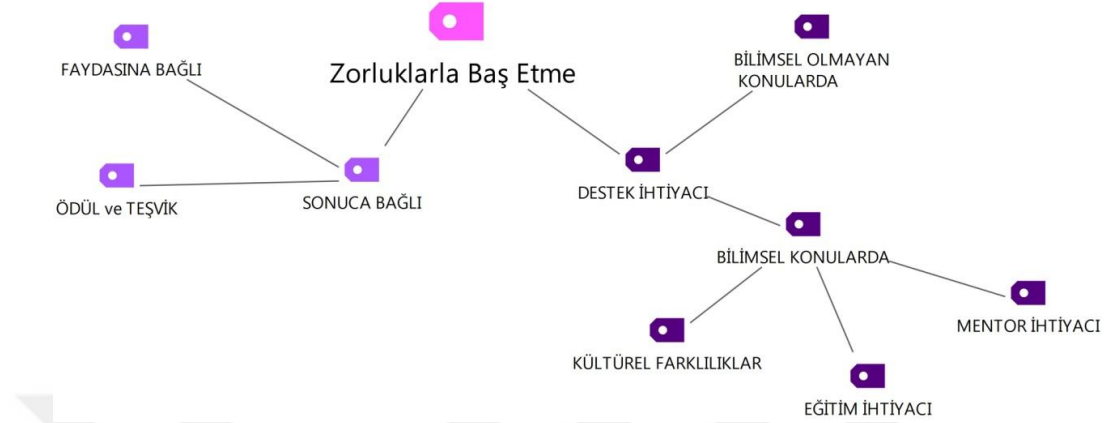 Zorluklarla Baş Etme
FAYDASINA BAĞLI
BİLİMSEL OLMAYAN
KONULARDA
ÖDÜL ve TEŞVİK
SONUCA BAĞLI
DESTEK İHTİYACI
BİLİMSEL KONULARDA
MENTOR İHTİYACI
KÜLTÜREL FARKLILIKLAR
EĞİTİM İHTİYACI